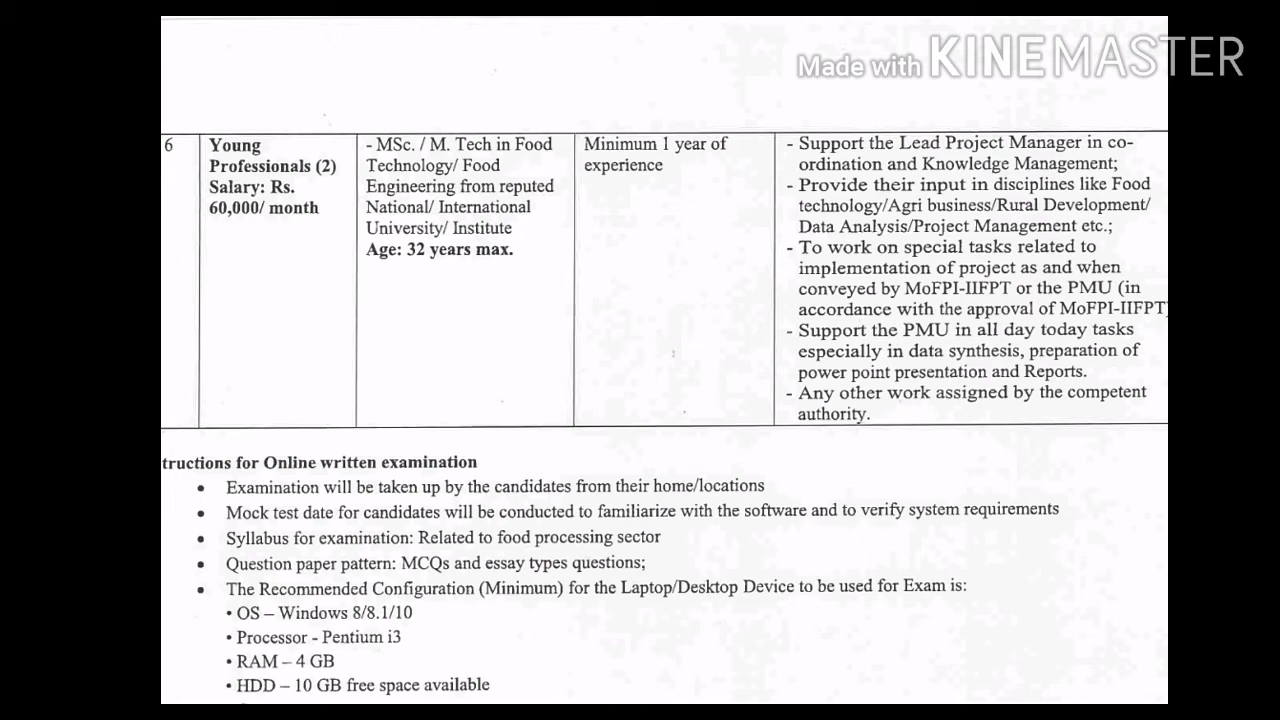 Made with KINEMASTER
6
Young
Professionals (2)
Salary: Rs.
60,000/ month
- MSc. / M. Tech in Food
Technology/ Food
Engineering from reputed
National/ International
University/ Institute
Age: 32 years max.
Minimum 1 year of
experience
- Support the Lead Project Manager in co-
ordination and Knowledge Management;
- Provide their input in disciplines like Food
technology/Agri business/Rural Development/
Data Analysis/Project Management etc.;
- To work on special tasks related to
implementation of project as and when
conveyed by MoFPI-IIFPT or the PMU (in
accordance with the approval of MoFPI-IIFPT)
- Support the PMU in all day today tasks
especially in data synthesis, preparation of
power point presentation and Reports.
- Any other work assigned by the competent
authority.
tructions for Online written examination
• Examination will be taken up by the candidates from their home/locations
• Mock test date for candidates will be conducted to familiarize with the software and to verify system requirements
• Syllabus for examination: Related to food processing sector
• Question paper pattern: MCQs and essay types questions;
• The Recommended Configuration (Minimum) for the Laptop/Desktop Device to be used for Exam is:
• OS – Windows 8/8.1/10
• Processor - Pentium i3
• RAM – 4 GB
• HDD – 10 GB free space available